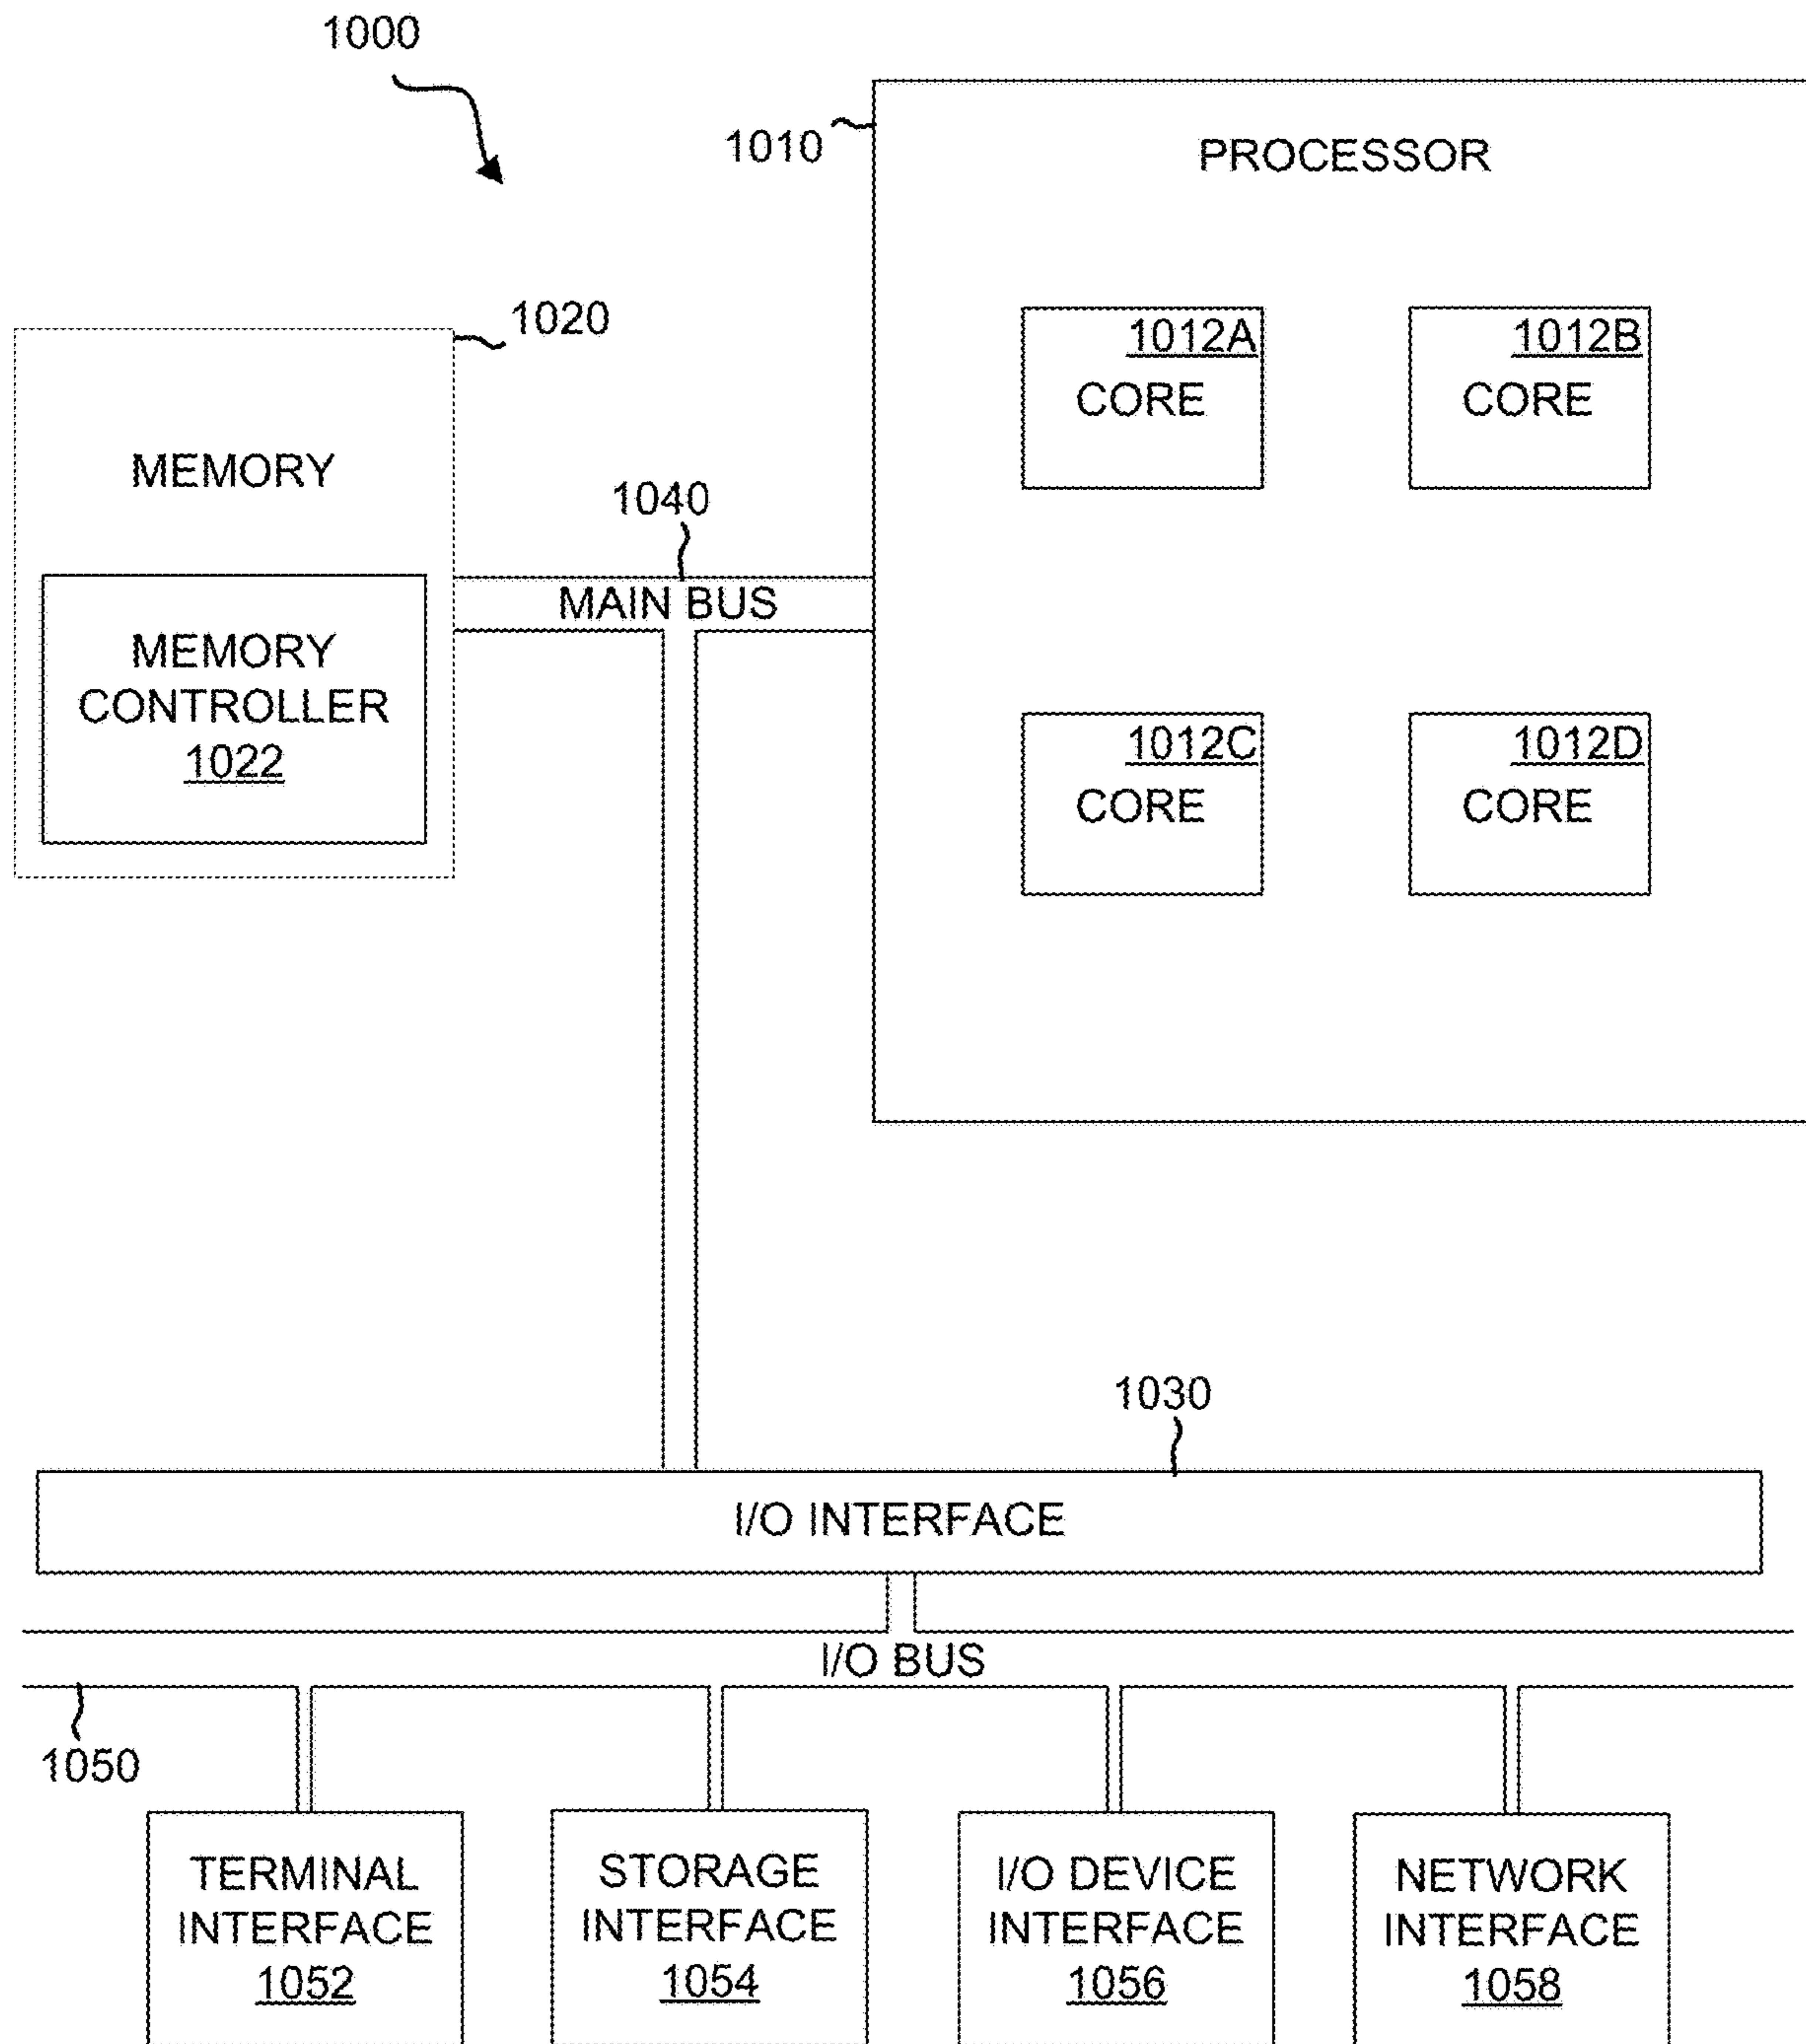 1000
1010
PROCESSOR
1020
1012A
CORE
1012B
CORE
MEMORY
1040
MAIN BUS
MEMORY
CONTROLLER
1022
1012C
CORE
1012D
CORE
1030
I/O INTERFACE
I/O BUS
1050
TERMINAL
INTERFACE
1052
STORAGE
INTERFACE
1054
I/O DEVICE
INTERFACE
1056
NETWORK
INTERFACE
1058